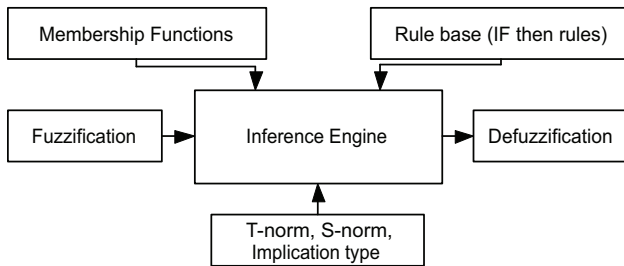 Membership Functions
Rule base (IF then rules)
Fuzzification
Inference Engine
Defuzzification
T-norm, S-norm,
Implication type